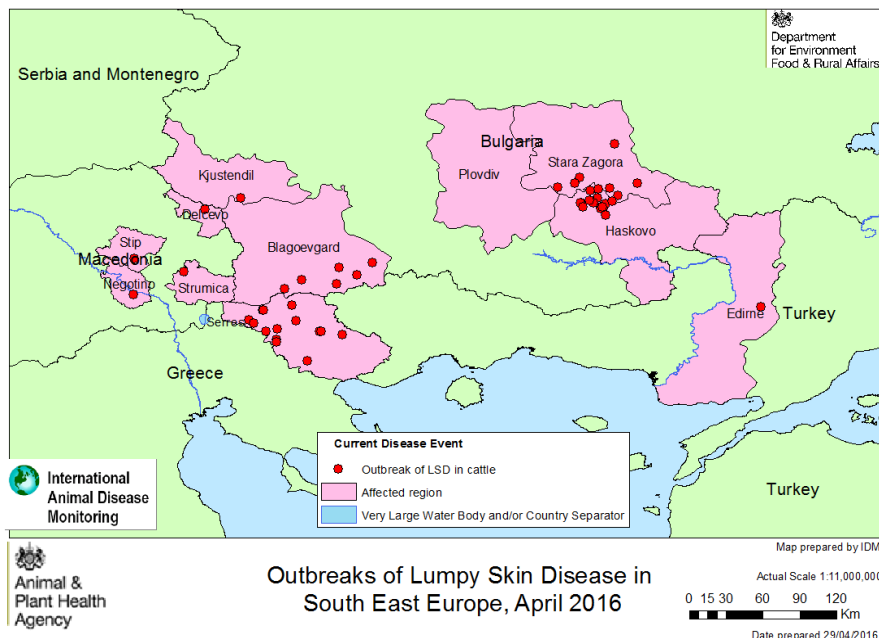 Department
for Environment
Food & Rural Affairs
Serbia and Montenegro
Bulgaria
Stara Zagora
Plovdiv
Kjustendil
Delcevo
Haskovo
Stip
Blagoevgard
Macedonia
Negotino
Strumica
Edirne
Turkey
Serres
Greece
Current Disease Event
Outbreak of LSD in cattle
Affected region
Very Large Water Body and/or Country Separator
Turkey
International
Animal Disease
Monitoring
Animal &
Plant Health
Agency
Outbreaks of Lumpy Skin Disease in
South East Europe, April 2016
Map prepared by IDM
Actual Scale 1:11,000,000
0 15 30 60 90 120
Km
Date prepared 29/04/2016